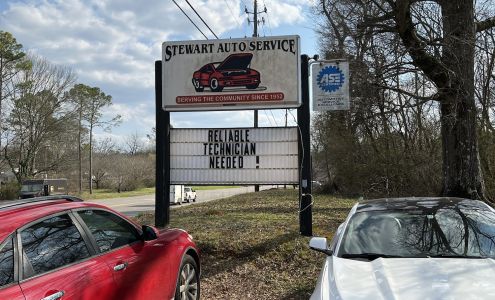 STEWART AUTO SERVICE
SERVING THE COMMUNITY SINCE 1952
RELIABLE
TECHNICIAN
NEEDED !
ASE